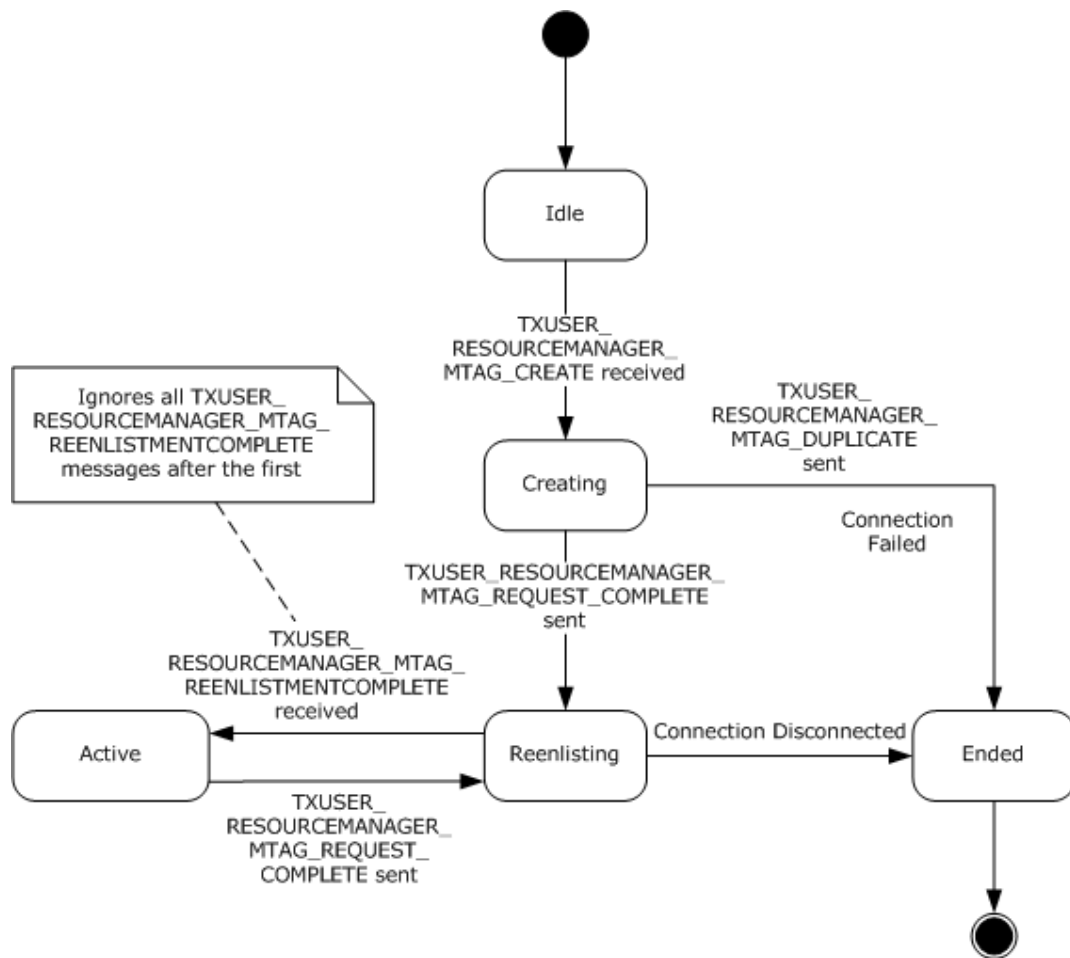 Idle
TXUSER_
RESOURCEMANAGER_
MTAG_CREATE received
Ignores all TXUSER_
RESOURCEMANAGER_MTAG_
REENLISTMENTCOMPLETE
messages after the first
TXUSER_
RESOURCEMANAGER_
MTAG_DUPLICATE
sent
Creating
Connection
Failed
TXUSER_RESOURCEMANAGER_
MTAG_REQUEST_COMPLETE
sent
TXUSER_
RESOURCEMANAGER_MTAG_
REENLISTMENTCOMPLETE
received
Active
Reenlisting
Connection Disconnected
Ended
TXUSER_
RESOURCEMANAGER_
MTAG_REQUEST_
COMPLETE sent